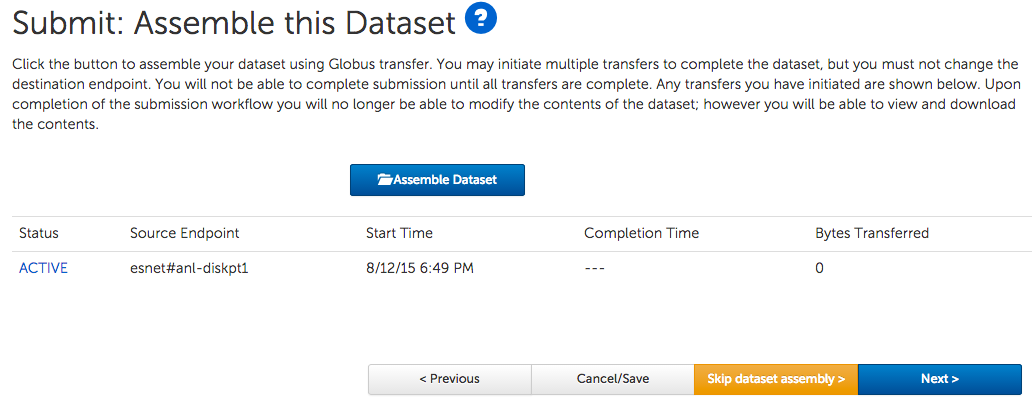 Submit: Assemble this Dataset ?
Click the button to assemble your dataset using Globus transfer. You may initiate multiple transfers to complete the dataset, but you must not change the
destination endpoint. You will not be able to complete submission until all transfers are complete. Any transfers you have initiated are shown below. Upon
completion of the submission workflow you will no longer be able to modify the contents of the dataset; however you will be able to view and download
the contents.
Assemble Dataset
Status Source Endpoint Start Time Completion Time Bytes Transferred
ACTIVE esnet#anl-diskpt1 8/12/15 6:49 PM --- 0
< Previous Cancel/Save Skip dataset assembly > Next >